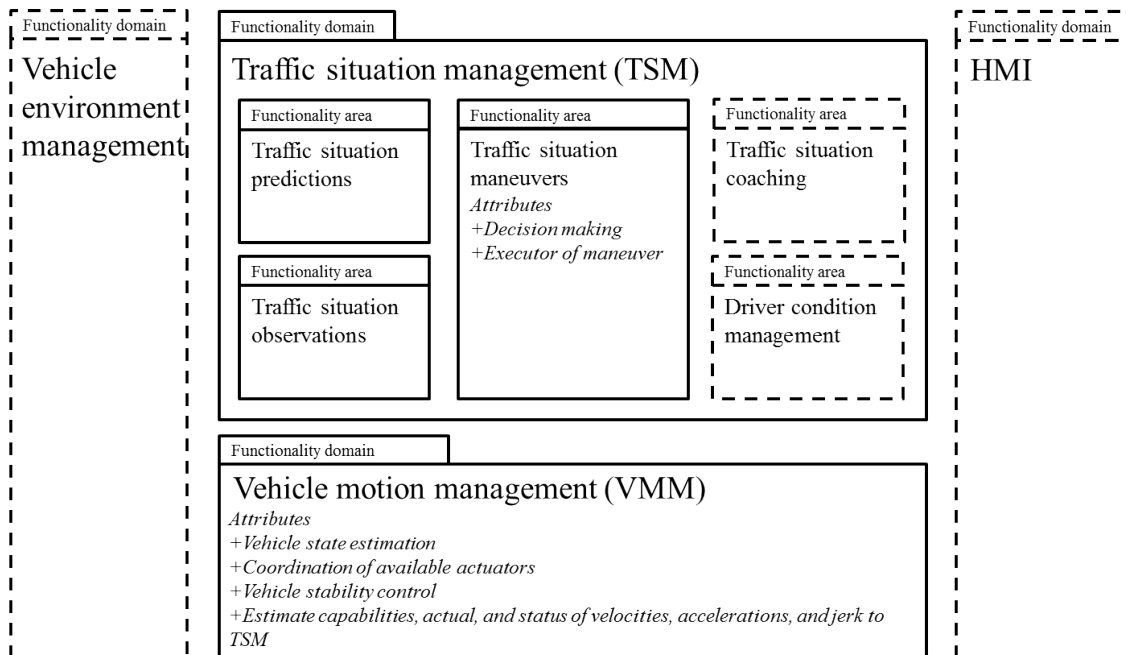 Functionality domain
Vehicle
environment
management
Functionality domain
Traffic situation management (TSM)
Functionality area
Traffic situation
predictions
Functionality area
Traffic situation
observations
Functionality area
Traffic situation
maneuvers
Attributes
+Decision making
+Executor of maneuver
Functionality area
Traffic situation
coaching
Functionality area
Driver condition
management
Functionality domain
Vehicle motion management (VMM)
Attributes
+Vehicle state estimation
+Coordination of available actuators
+Vehicle stability control
+Estimate capabilities, actual, and status of velocities, accelerations, and jerk to
TSM
Functionality domain
HMI